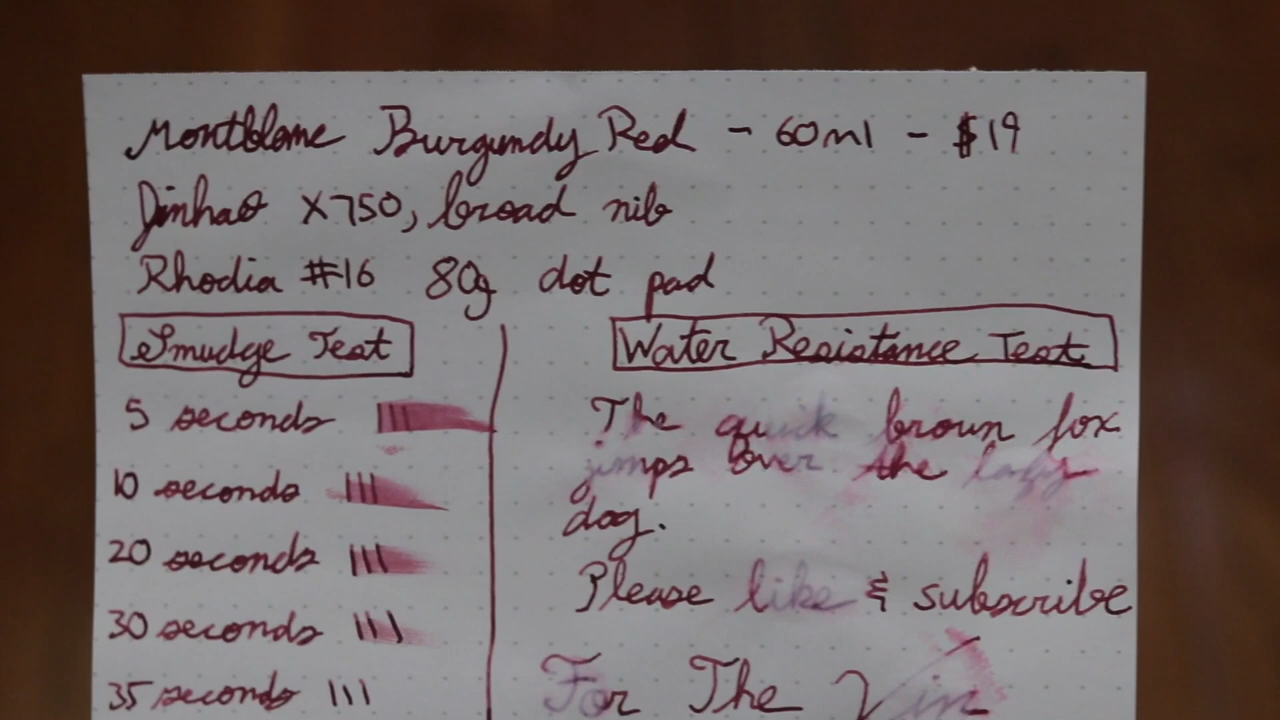 Montblanc Burgundy Red - 60ml - $19
Jinhao X750, broad nib
Rhodia #16 80g dot pad
Smudge Test
5 seconds
10 seconds
20 seconds
30 seconds
35 seconds
Water Resistance Test
The quick brown fox
jumps over the lazy
dog.
Please like & subscribe
For The Vin